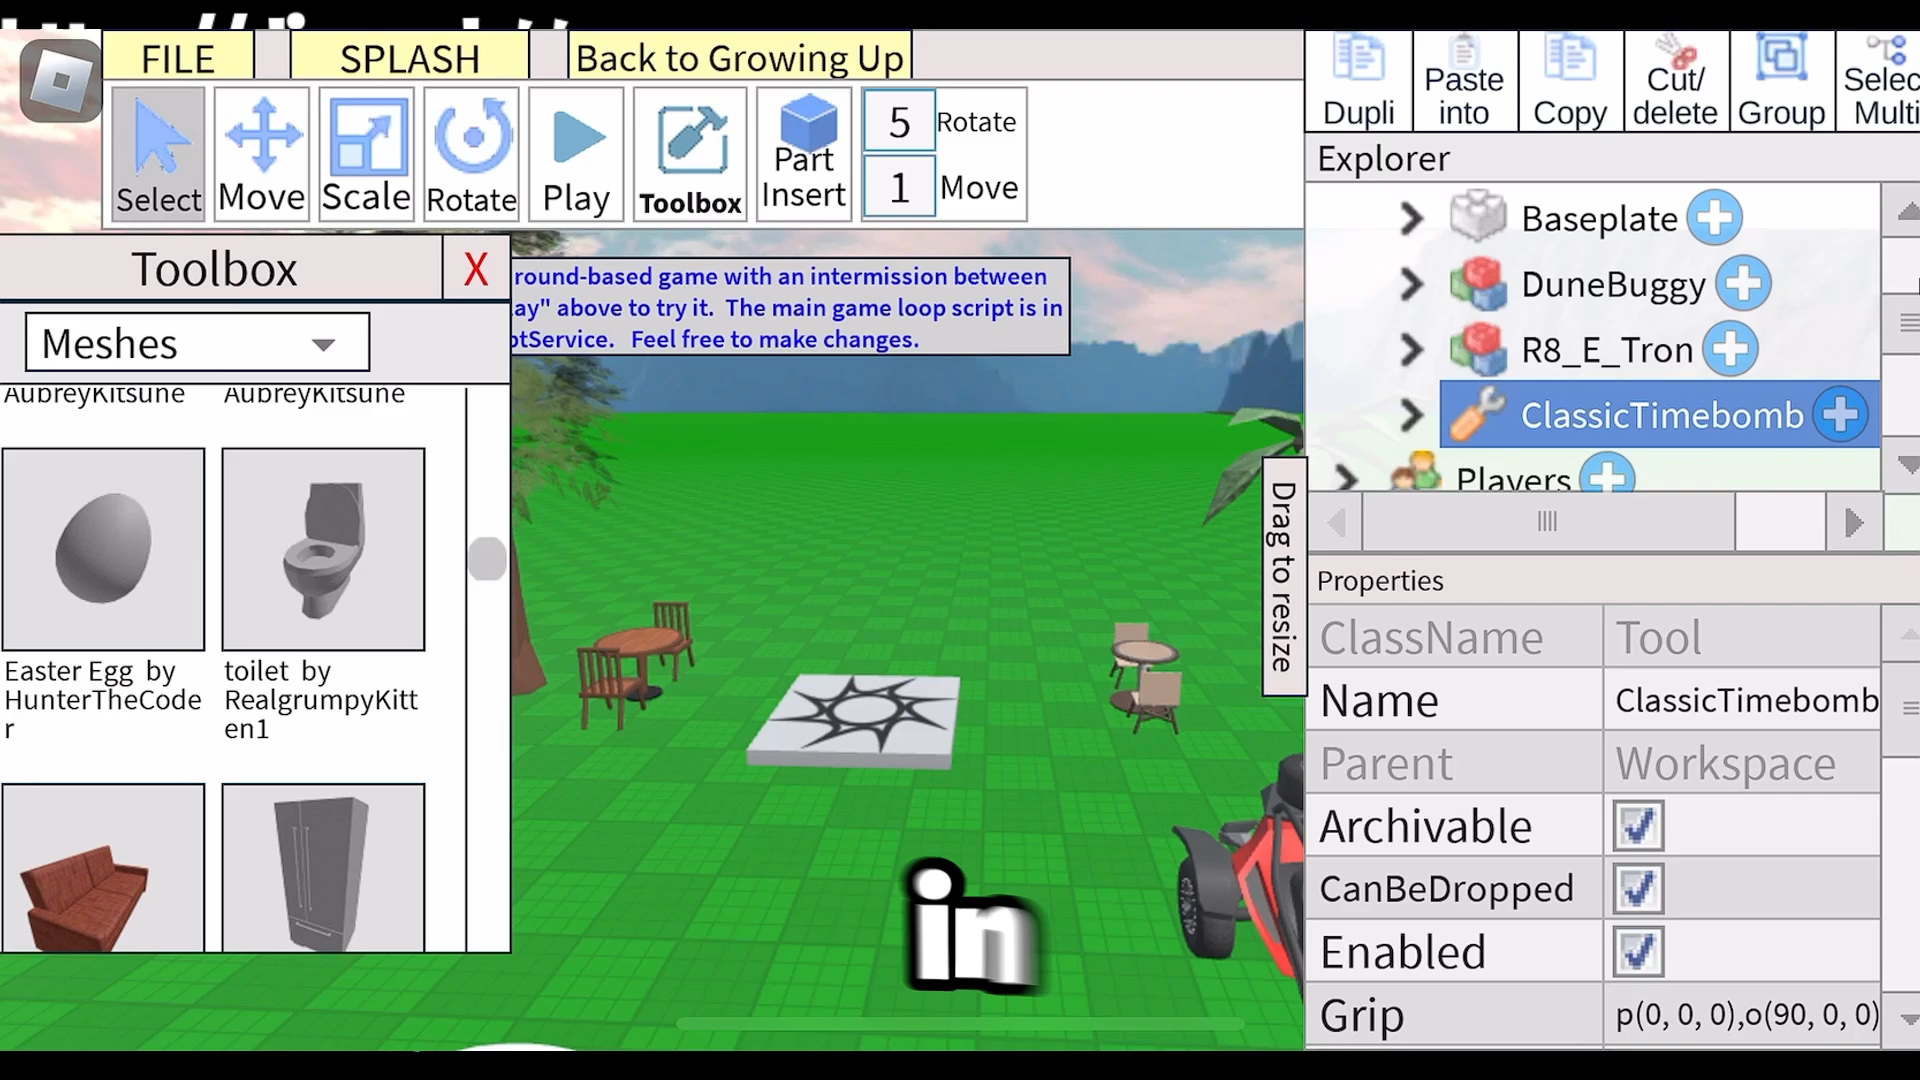 FILE
SPLASH
Back to Growing Up
Select
Move
Scale
Rotate
Play
Toolbox
Part
Insert
5 Rotate
1 Move
Dupli
Paste
into
Copy
Cut/
delete
Group
Selec
Multi
Explorer
Baseplate
DuneBuggy
R8_E_Tron
ClassicTimebomb
Players
Toolbox X
Meshes
AubreyKitsune
AubreyKitsune
Easter Egg by
HunterTheCode
r
toilet by
RealgrumpyKitt
en1
round-based game with an intermission between
ay" above to try it. The main game loop script is in
ptService. Feel free to make changes.
Drag to resize
in
Properties
ClassName Tool
Name ClassicTimebomb
Parent Workspace
Archivable
CanBeDropped
Enabled
Grip p(0, 0, 0),o(90, 0, 0)